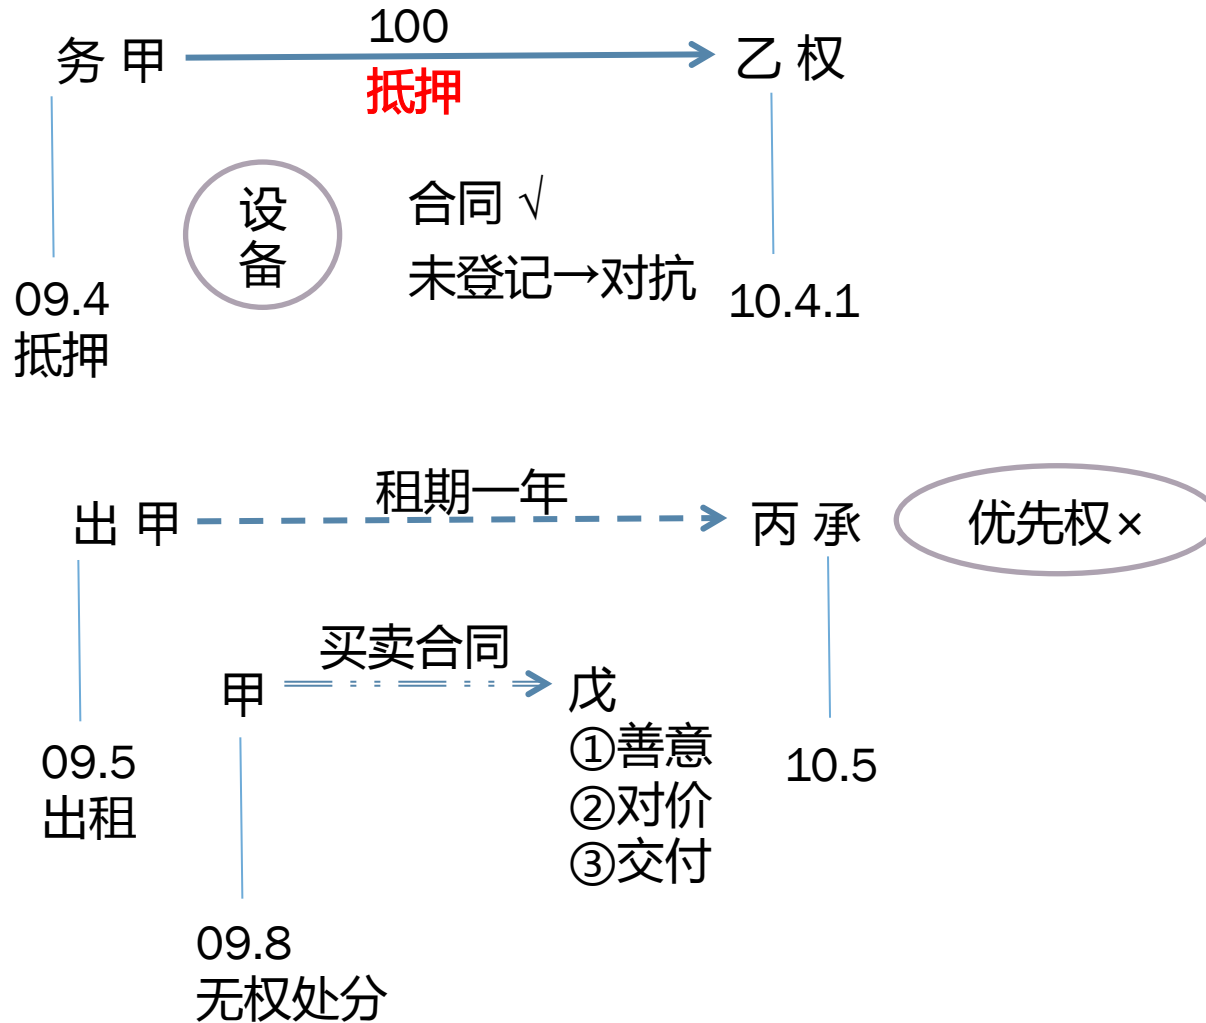 务 甲
100
抵押
乙 权
设
备
合同 √
未登记→对抗
09.4
抵押
10.4.1
出 甲
租期一年
丙 承
优先权×
甲
买卖合同
戊
①善意
②对价
③交付
09.5
出租
10.5
09.8
无权处分